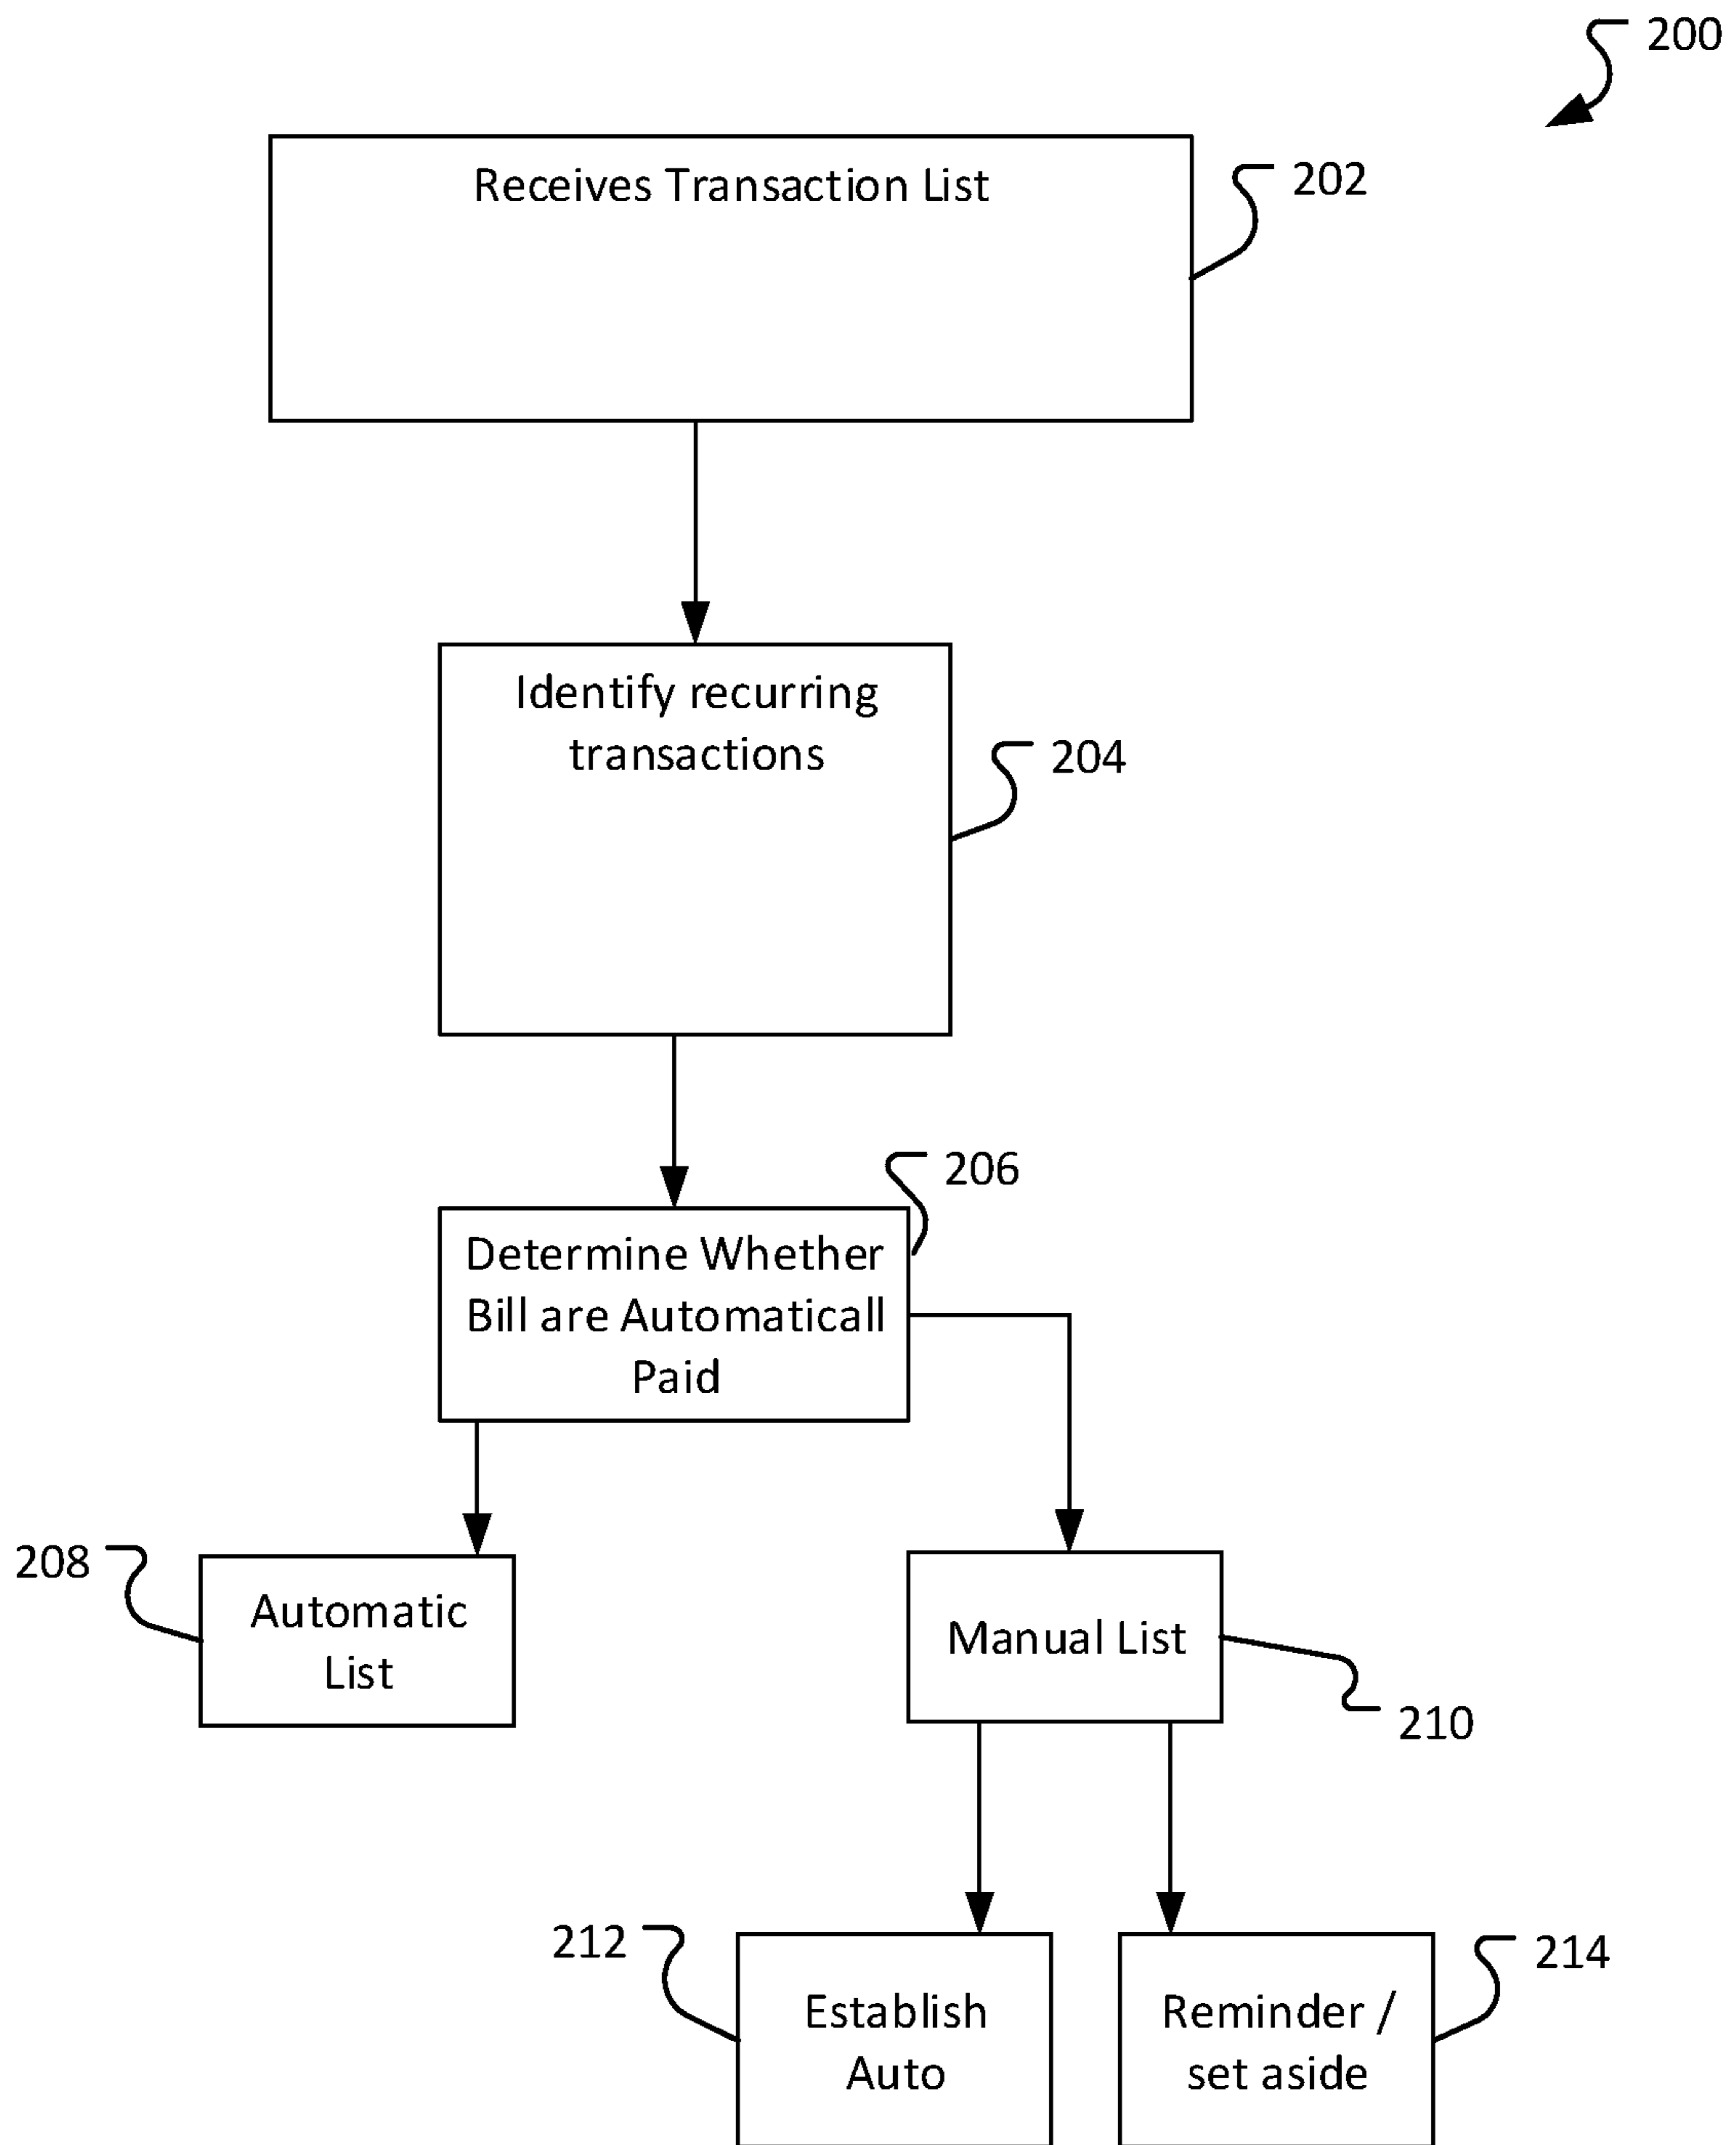 200
Receives Transaction List
202
Identify recurring
transactions
204
206
Determine Whether
Bill are Automaticall
Paid
208
Automatic
List
Manual List
210
212
Establish
Auto
214
Reminder /
set aside